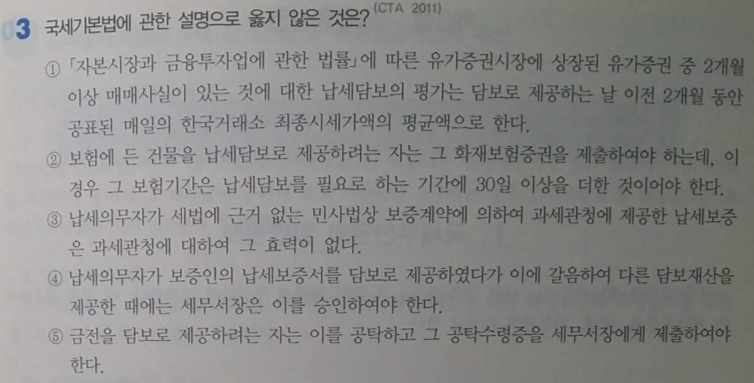 3 국세기본법에 관한 설명으로 옳지 않은 것은? (CTA 2011)
① 「자본시장과 금융투자업에 관한 법률」에 따른 유가증권시장에 상장된 유가증권 중 2개월
이상 매매사실이 있는 것에 대한 납세담보의 평가는 담보로 제공하는 날 이전 2개월 동안
공표된 매일의 한국거래소 최종시세가액의 평균액으로 한다.
② 보험에 든 건물을 납세담보로 제공하려는 자는 그 화재보험증권을 제출하여야 하는데, 이
경우 그 보험기간은 납세담보를 필요로 하는 기간에 30일 이상을 더한 것이어야 한다.
③ 납세의무자가 세법에 근거 없는 민사법상 보증계약에 의하여 과세관청에 제공한 납세보증
은 과세관청에 대하여 그 효력이 없다.
④ 납세의무자가 보증인의 납세보증서를 담보로 제공하였다가 이에 갈음하여 다른 담보재산을
제공한 때에는 세무서장은 이를 승인하여야 한다.
⑤ 금전을 담보로 제공하려는 자는 이를 공탁하고 그 공탁수령증을 세무서장에게 제출하여야
한다.